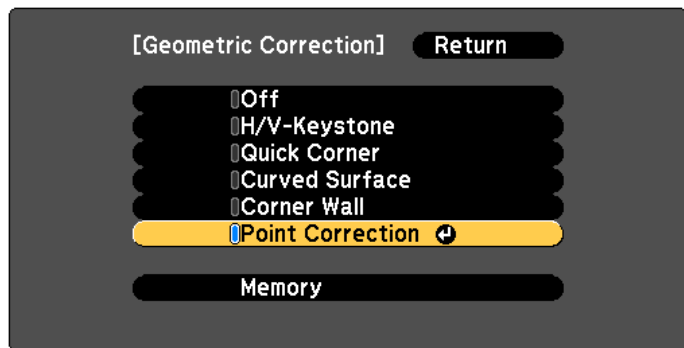 [Geometric Correction] Return
Off
H/V-Keystone
Quick Corner
Curved Surface
Corner Wall
Point Correction
Memory